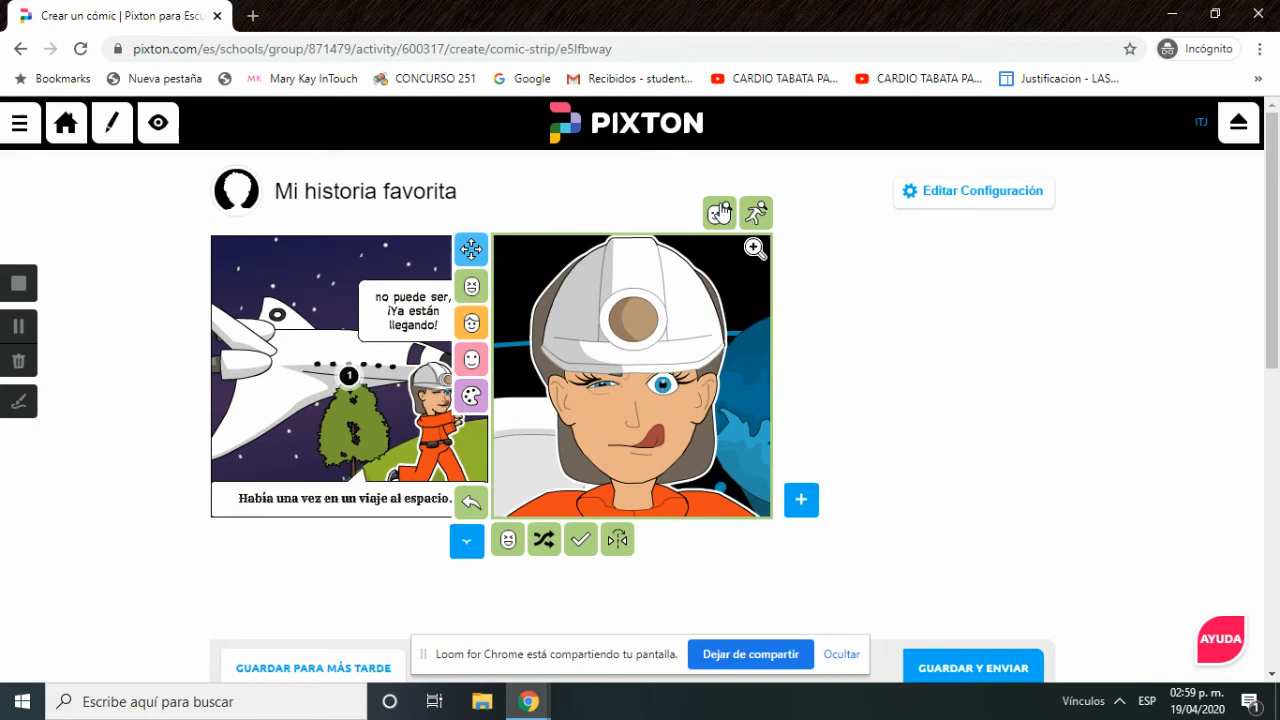 Crear un cómic | Pixton para Escu
pixton.com/es/schools/group/871479/activity/600317/create/comic-strip/e5lfbway
Incógnito
Bookmarks
Nueva pestaña
MK Mary Kay InTouch
CONCURSO 251
Google
Recibidos - student...
CARDIO TABATA PA...
CARDIO TABATA PA...
Justificacion - LAS...
»
PIXTON
ITJ
Mi historia favorita
Editar Configuración
no puede ser,
¡Ya están
llegando!
1
Había una vez en un viaje al espacio.
GUARDAR PARA MÁS TARDE
Loom for Chrome está compartiendo tu pantalla.
Dejar de compartir
Ocultar
GUARDAR Y ENVIAR
AYUDA
Escribe aquí para buscar
Vínculos
ESP
02:59 p. m.
19/04/2020
1